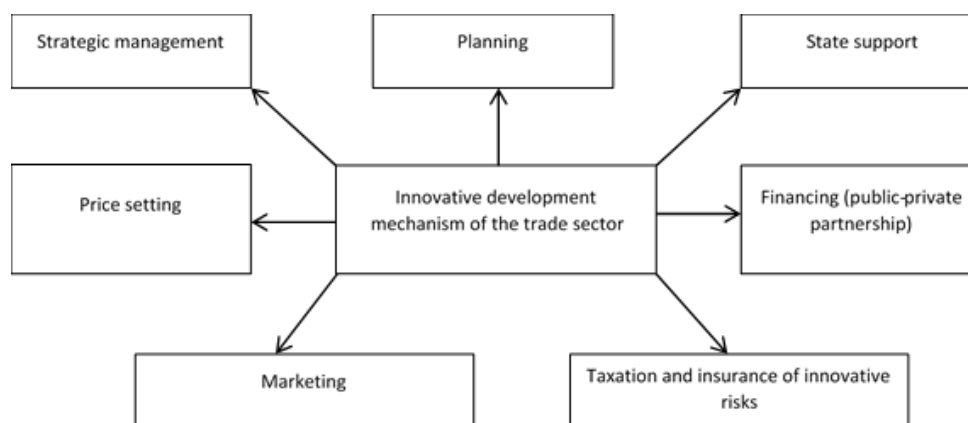 Strategic management
Planning
State support
Price setting
Innovative development
mechanism of the trade sector
Financing (public-private
partnership)
Marketing
Taxation and insurance of innovative
risks